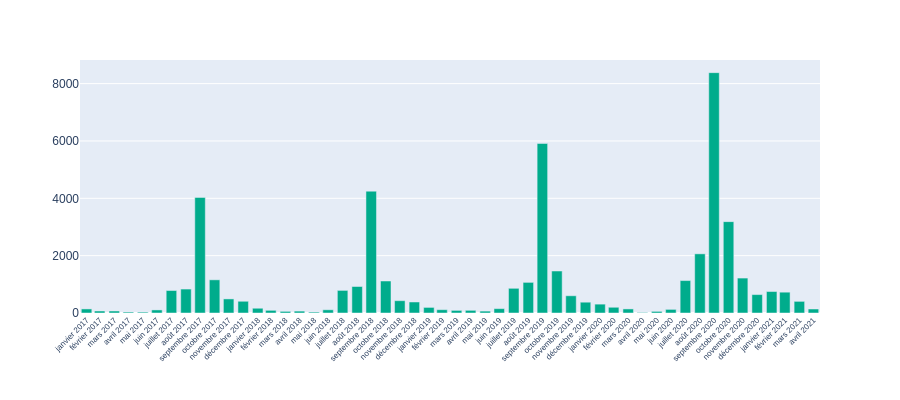 8000
6000
4000
2000
0
janvier 2017
février 2017
mars 2017
avril 2017
mai 2017
juin 2017
juillet 2017
août 2017
septembre 2017
octobre 2017
novembre 2017
décembre 2017
janvier 2018
février 2018
mars 2018
avril 2018
mai 2018
juin 2018
juillet 2018
août 2018
septembre 2018
octobre 2018
novembre 2018
décembre 2018
janvier 2019
février 2019
mars 2019
avril 2019
mai 2019
juin 2019
juillet 2019
août 2019
septembre 2019
octobre 2019
novembre 2019
décembre 2019
janvier 2020
février 2020
mars 2020
avril 2020
mai 2020
juin 2020
juillet 2020
août 2020
septembre 2020
octobre 2020
novembre 2020
décembre 2020
janvier 2021
février 2021
mars 2021
avril 2021